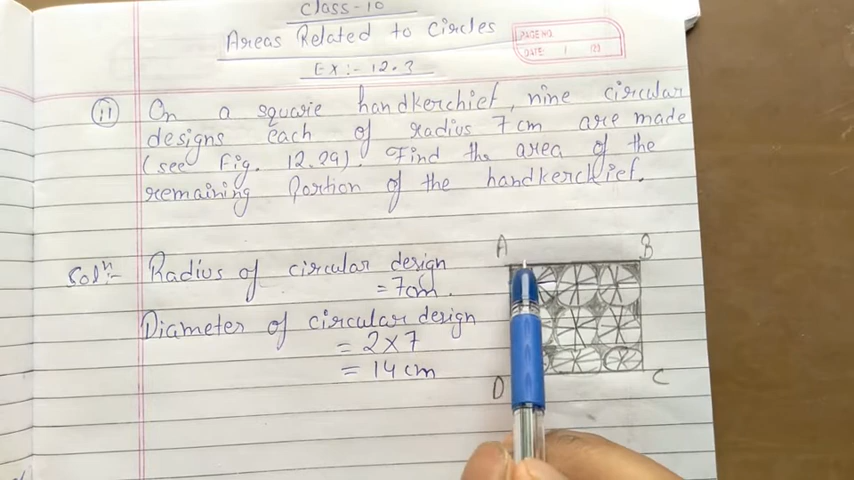 Class-10
Areas Related to Circles
PAGE NO.
DATE: / /
Ex:- 12.3
(11) On a square handkerchief, nine circular
designs each of radius 7 cm are made
(see Fig. 12.29). Find the area of the
remaining Portion of the handkerchief.
Solⁿ:- Radius of circular design
= 7cm.
Diameter of circular design
= 2×7
= 14 cm
A B
D C